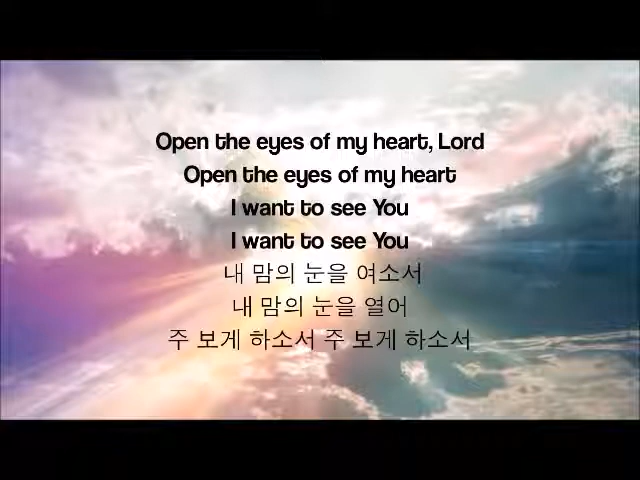 Open the eyes of my heart, Lord
Open the eyes of my heart
I want to see You
I want to see You
내 맘의 눈을 여소서
내 맘의 눈을 열어
주 보게 하소서 주 보게 하소서